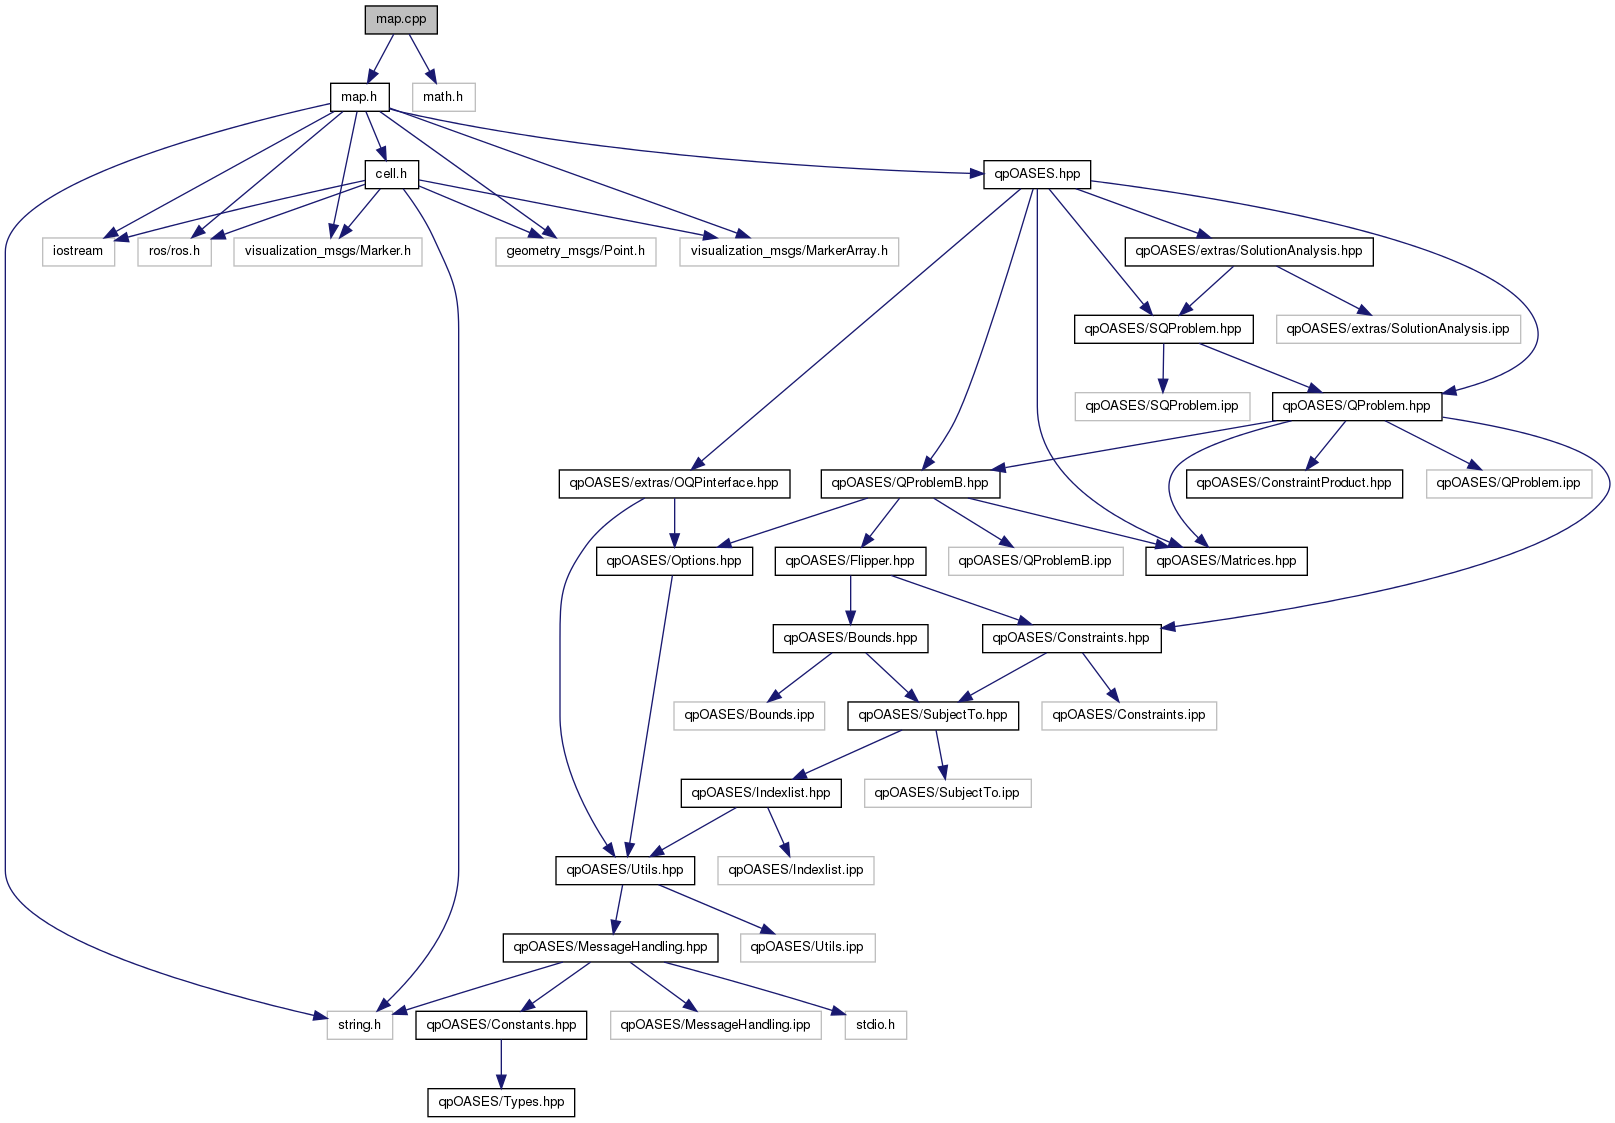 map.cpp
map.h
math.h
cell.h
qpOASES.hpp
iostream
ros/ros.h
visualization_msgs/Marker.h
geometry_msgs/Point.h
visualization_msgs/MarkerArray.h
qpOASES/extras/SolutionAnalysis.hpp
qpOASES/SQProblem.hpp
qpOASES/extras/SolutionAnalysis.ipp
qpOASES/SQProblem.ipp
qpOASES/QProblem.hpp
qpOASES/extras/OQPinterface.hpp
qpOASES/QProblemB.hpp
qpOASES/ConstraintProduct.hpp
qpOASES/QProblem.ipp
qpOASES/Options.hpp
qpOASES/Flipper.hpp
qpOASES/QProblemB.ipp
qpOASES/Matrices.hpp
qpOASES/Bounds.hpp
qpOASES/Constraints.hpp
qpOASES/Bounds.ipp
qpOASES/SubjectTo.hpp
qpOASES/Constraints.ipp
qpOASES/Indexlist.hpp
qpOASES/SubjectTo.ipp
qpOASES/Utils.hpp
qpOASES/Indexlist.ipp
qpOASES/MessageHandling.hpp
qpOASES/Utils.ipp
string.h
qpOASES/Constants.hpp
qpOASES/MessageHandling.ipp
stdio.h
qpOASES/Types.hpp